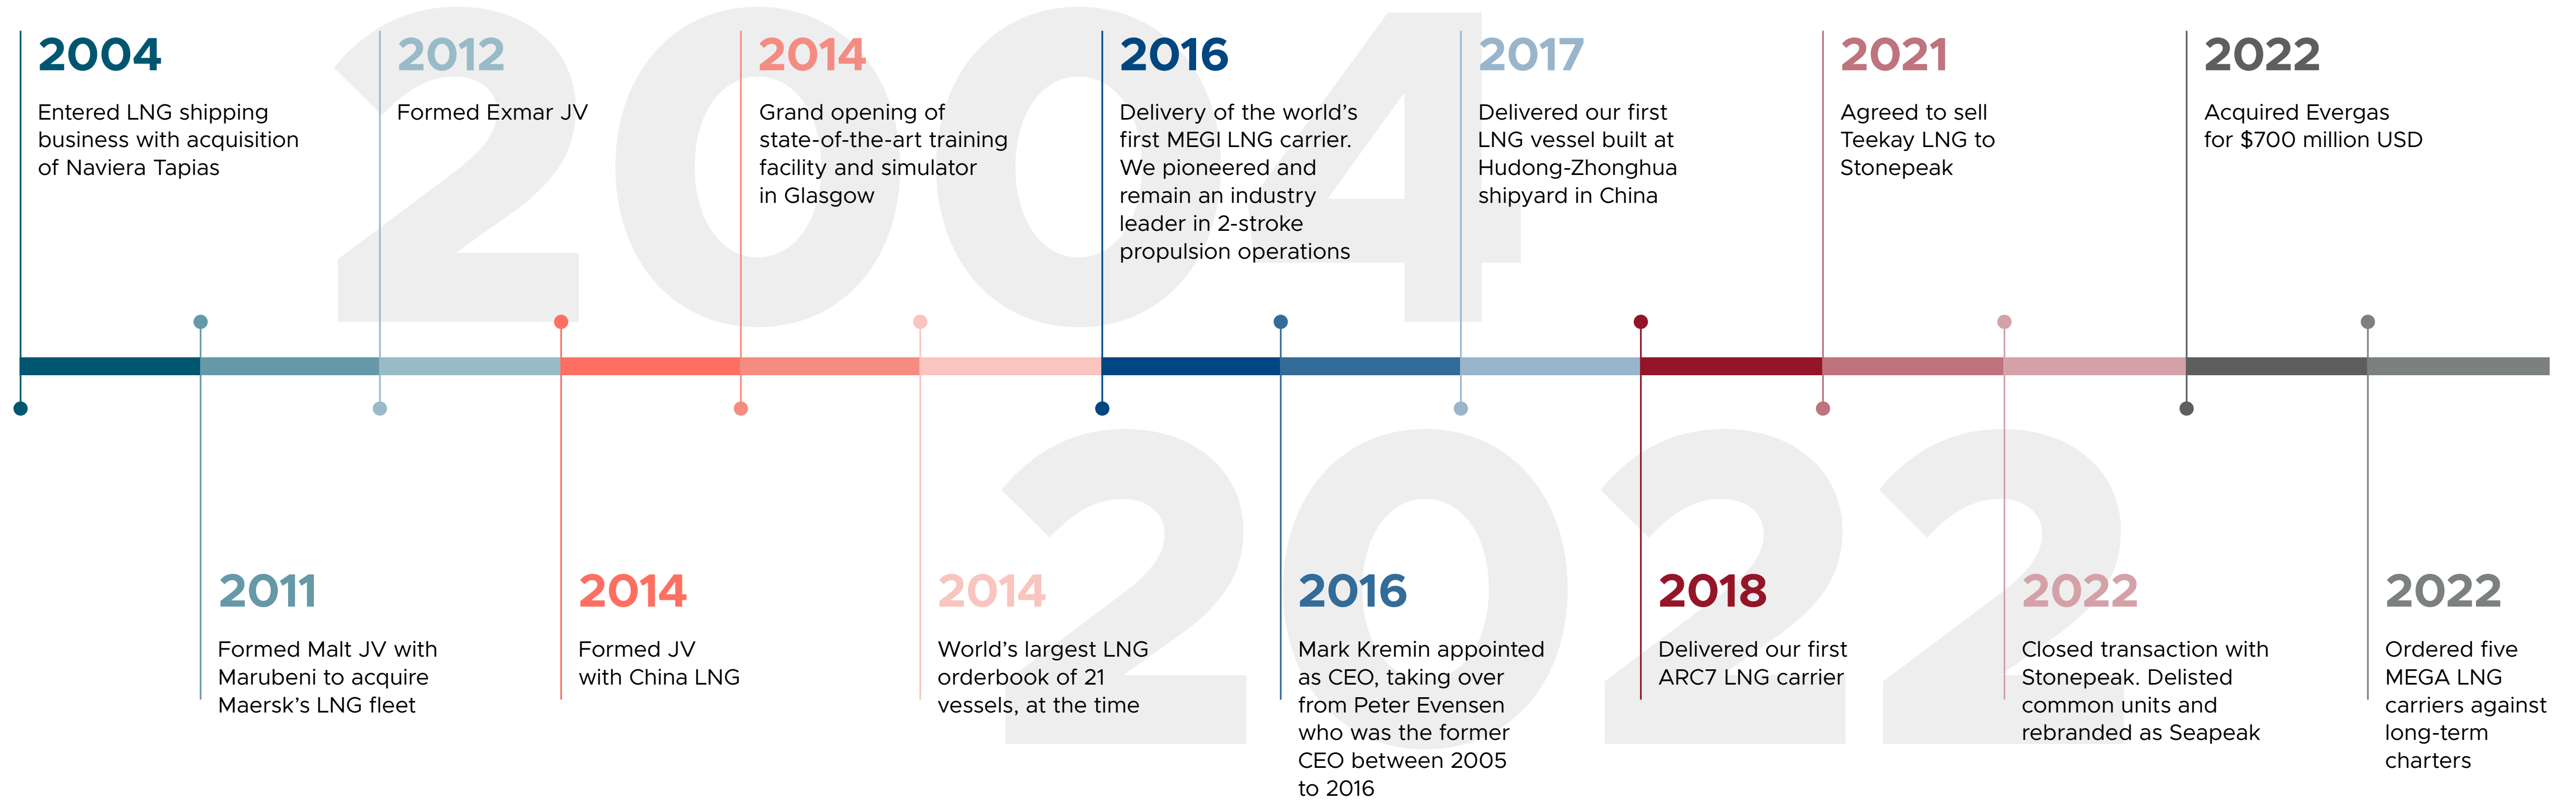 2004
Entered LNG shipping
business with acquisition
of Naviera Tapias
2011
Formed Malt JV with
Marubeni to acquire
Maersk’s LNG fleet
2012
Formed Exmar JV
2014
Formed JV
with China LNG
2014
Grand opening of
state-of-the-art training
facility and simulator
in Glasgow
2014
World’s largest LNG
orderbook of 21
vessels, at the time
2016
Delivery of the world’s
first MEGI LNG carrier.
We pioneered and
remain an industry
leader in 2-stroke
propulsion operations
2016
Mark Kremin appointed
as CEO, taking over
from Peter Evensen
who was the former
CEO between 2005
to 2016
2017
Delivered our first
LNG vessel built at
Hudong-Zhonghua
shipyard in China
2018
Delivered our first
ARC7 LNG carrier
2021
Agreed to sell
Teekay LNG to
Stonepeak
2022
Closed transaction with
Stonepeak. Delisted
common units and
rebranded as Seapeak
2022
Acquired Evergas
for $700 million USD
2022
Ordered five
MEGA LNG
carriers against
long-term
charters
2004
2022